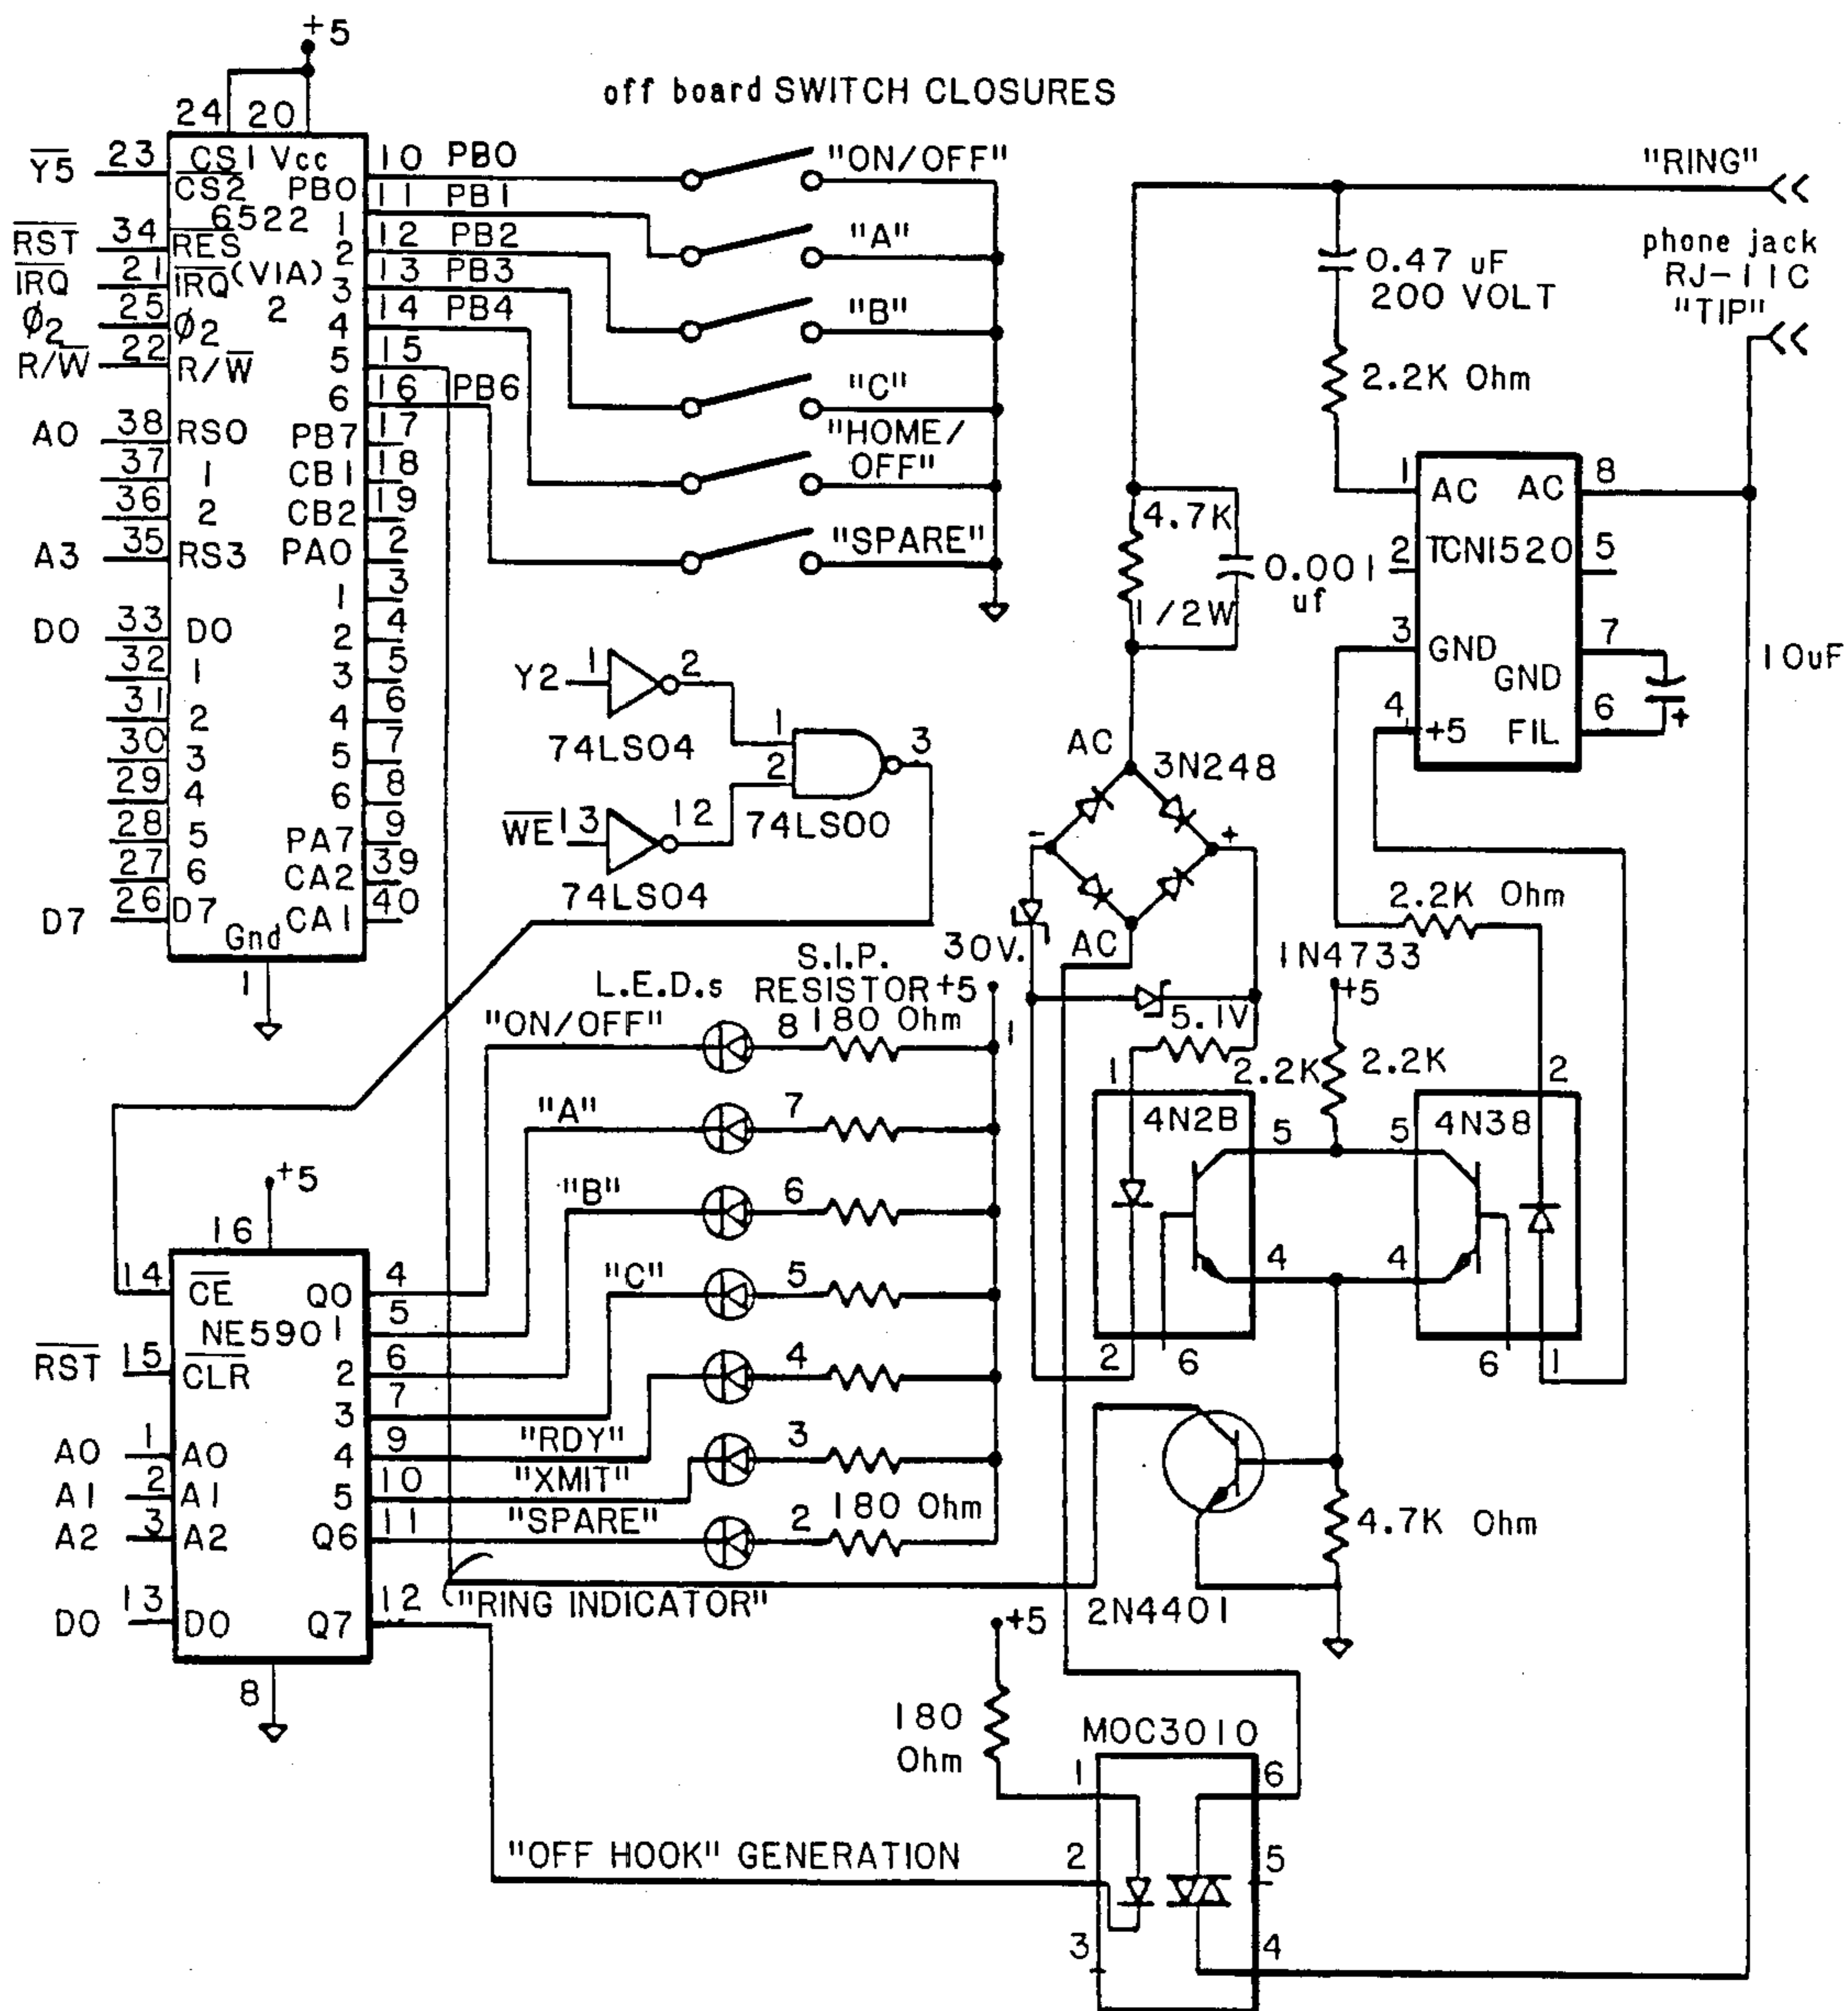 +5
off board SWITCH CLOSURES
24 20
Y5 23 CS1 Vcc 10 PB0 "ON/OFF"
CS2 PB0 11 PB1
6522 1
RST 34 RES 2 12 PB2 "A"
IRQ 21 IRQ (VIA) 3 13 PB3
ϕ2 25 ϕ2 2 4 14 PB4 "B"
R/W 22 R/W 5 15
6 16 PB6 "C"
A0 38 RS0 PB7 17
37 1 CB1 18 "HOME/
OFF"
36 2 CB2 19
A3 35 RS3 PA0 2 "SPARE"
1 3
D0 33 D0 2 4
32 1 3 5
31 2 4 6
30 3 5 7
29 4 6 8
28 5 PA7 9
27 6 CA2 39
D7 26 D7 CA1 40
Gnd
1
Y2 1 2
74LS04
1
2 3
74LS00
WE 13 12
74LS04
"RING"
phone jack
RJ-11C
"TIP"
0.47 uF
200 VOLT
2.2K Ohm
1 AC AC 8
2 TCN1520 5
3 GND 7
GND
4 +5 FIL 6
+
10uF
4.7K
1/2W
0.001
uf
AC
3N248
- +
AC
30V.
5.1V
2.2K
2.2K Ohm
1N4733
+5
2.2K
1 4N2B 5
4
2 6
2 4N38 5
4
6 1
2N4401
4.7K Ohm
L.E.D.s
S.I.P.
RESISTOR +5
1
"ON/OFF" 8 180 Ohm
"A" 7
"B" 6
"C" 5
"RDY" 4
"XMIT" 3
"SPARE" 2 180 Ohm
+5
16
14 CE Q0 4
NE590 1 5
RST 15 CLR 2 6
3 7
A0 1 A0 4 9
A1 2 A1 5 10
A2 3 A2 Q6 11
D0 13 D0 Q7 12
8
"RING INDICATOR"
+5
180
Ohm
MOC3010
1 6
2 5
3 4
"OFF HOOK" GENERATION